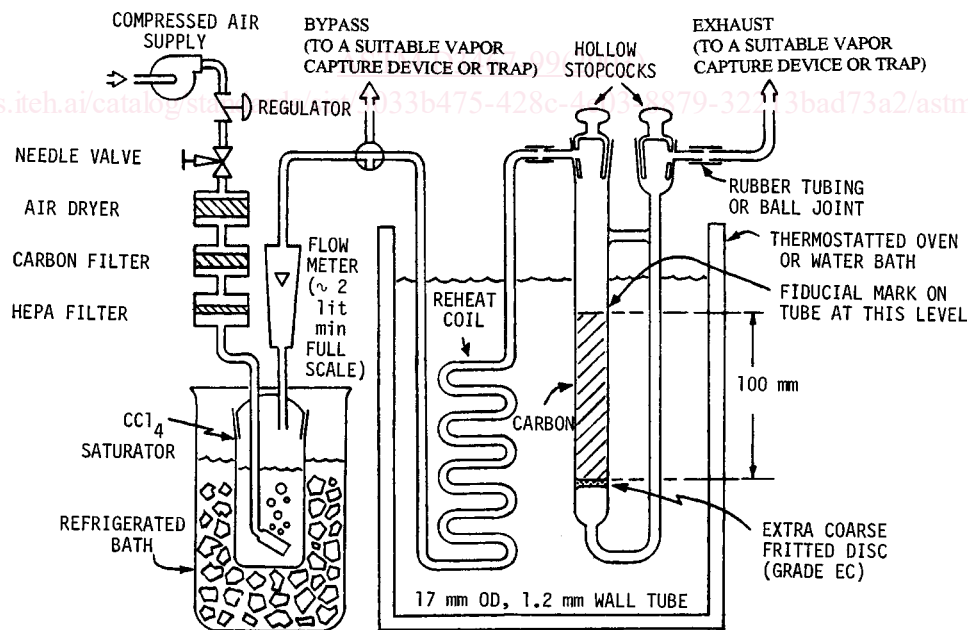 COMPRESSED AIR
SUPPLY
BYPASS
(TO A SUITABLE VAPOR
CAPTURE DEVICE OR TRAP)
HOLLOW
STOPCOCKS
EXHAUST
(TO A SUITABLE VAPOR
CAPTURE DEVICE OR TRAP)
REGULATOR
NEEDLE VALVE
AIR DRYER
CARBON FILTER
HEPA FILTER
FLOW
METER
(~ 2
lit
min
FULL
SCALE)
REHEAT
COIL
RUBBER TUBING
OR BALL JOINT
THERMOSTATTED OVEN
OR WATER BATH
FIDUCIAL MARK ON
TUBE AT THIS LEVEL
100 mm
CARBON
CCl4
SATURATOR
REFRIGERATED
BATH
EXTRA COARSE
FRITTED DISC
(GRADE EC)
17 mm OD, 1.2 mm WALL TUBE